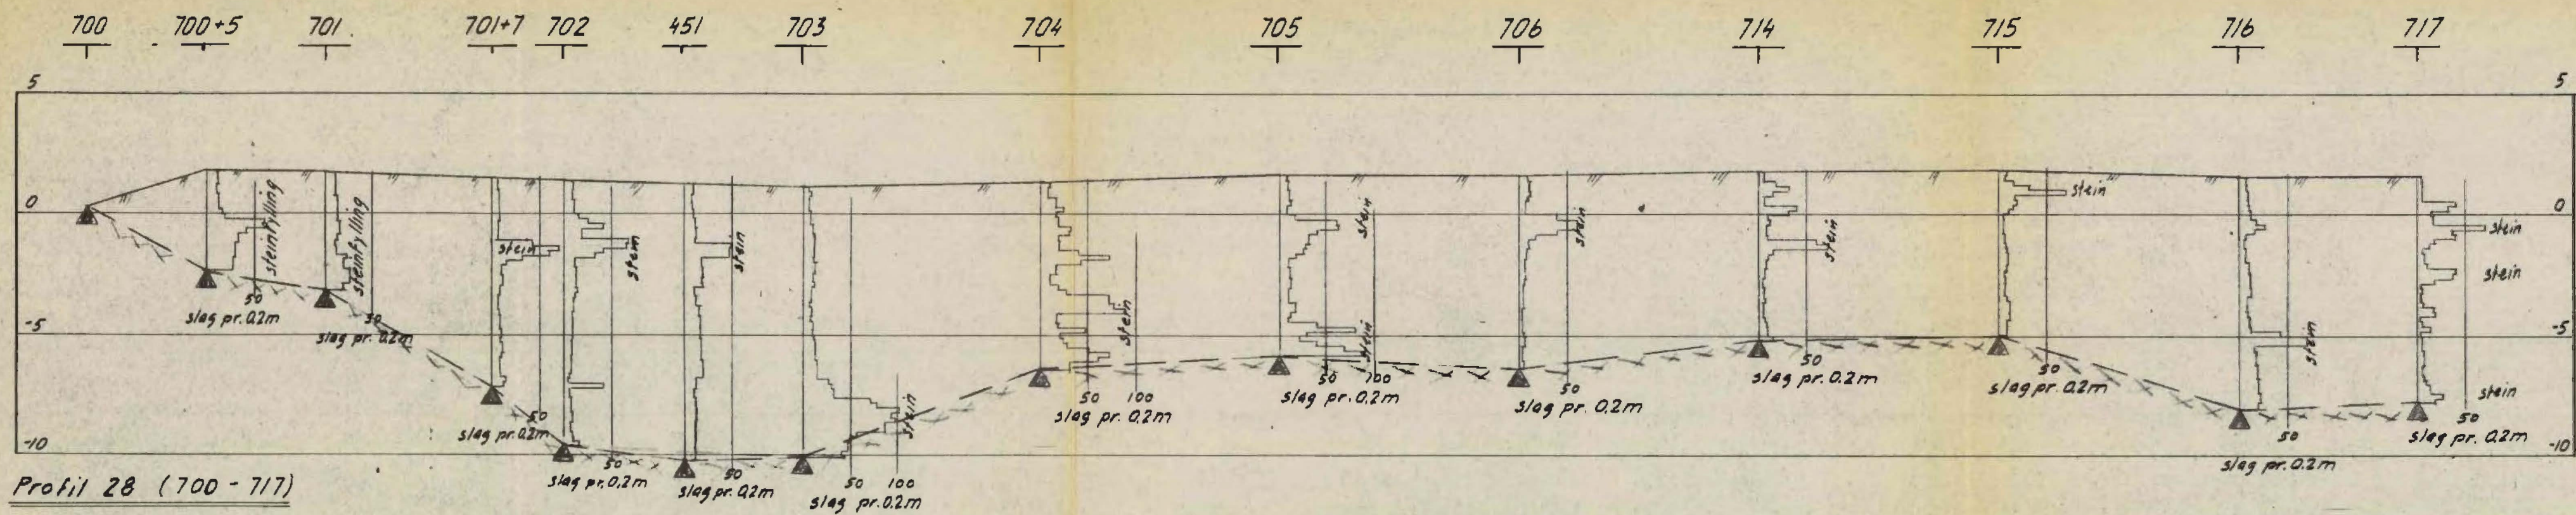 700 700+5 701 701+7 702 451 703 704 705 706 714 715 716 717
5 5
0 0
-5 -5
-10 -10
steinfylling
50
slag pr. 0.2m
steinfylling
50
slag pr. 0.2m
stein
50
slag pr. 0.2m
stein
50
slag pr. 0.2m
stein
50
slag pr. 0.2m
stein
50 100
slag pr. 0.2m
stein
50 100
slag pr. 0.2m
stein
stein
50 100
slag pr. 0.2m
stein
50
slag pr. 0.2m
stein
50
slag pr. 0.2m
stein
50
slag pr. 0.2m
stein
50
slag pr. 0.2m
stein
stein
stein
50
slag pr. 0.2m
Profil 28 (700 - 717)